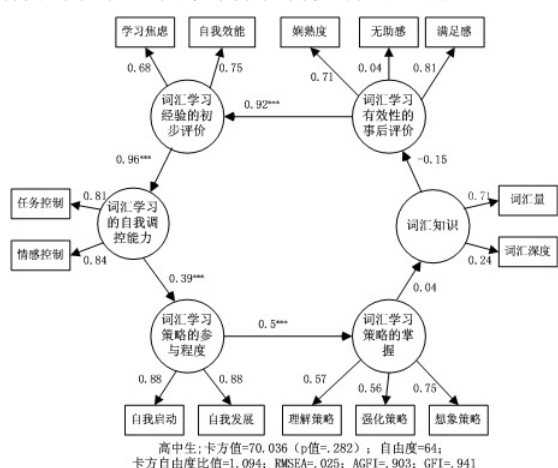 学习焦虑
自我效能
娴熟度
无助感
满足感
0.68
0.75
0.71
0.04
0.81
词汇学习
经验的初
步评价
0.92***
词汇学习
有效性的
事后评价
0.96***
-0.15
任务控制
0.81
情感控制
0.84
词汇学习
的自我调
控能力
词汇知识
0.71
词汇量
0.24
词汇深度
0.39***
0.04
词汇学习
策略的参
与程度
0.5***
词汇学习
策略的掌
握
0.88
0.88
0.57
0.56
0.75
自我启动
自我发展
理解策略
强化策略
想象策略
高中生;卡方值=70.036（p值=.282）；自由度=64;
卡方自由度比值=1.094; RMSEA=.025; AGFI=.903; GFI=.941